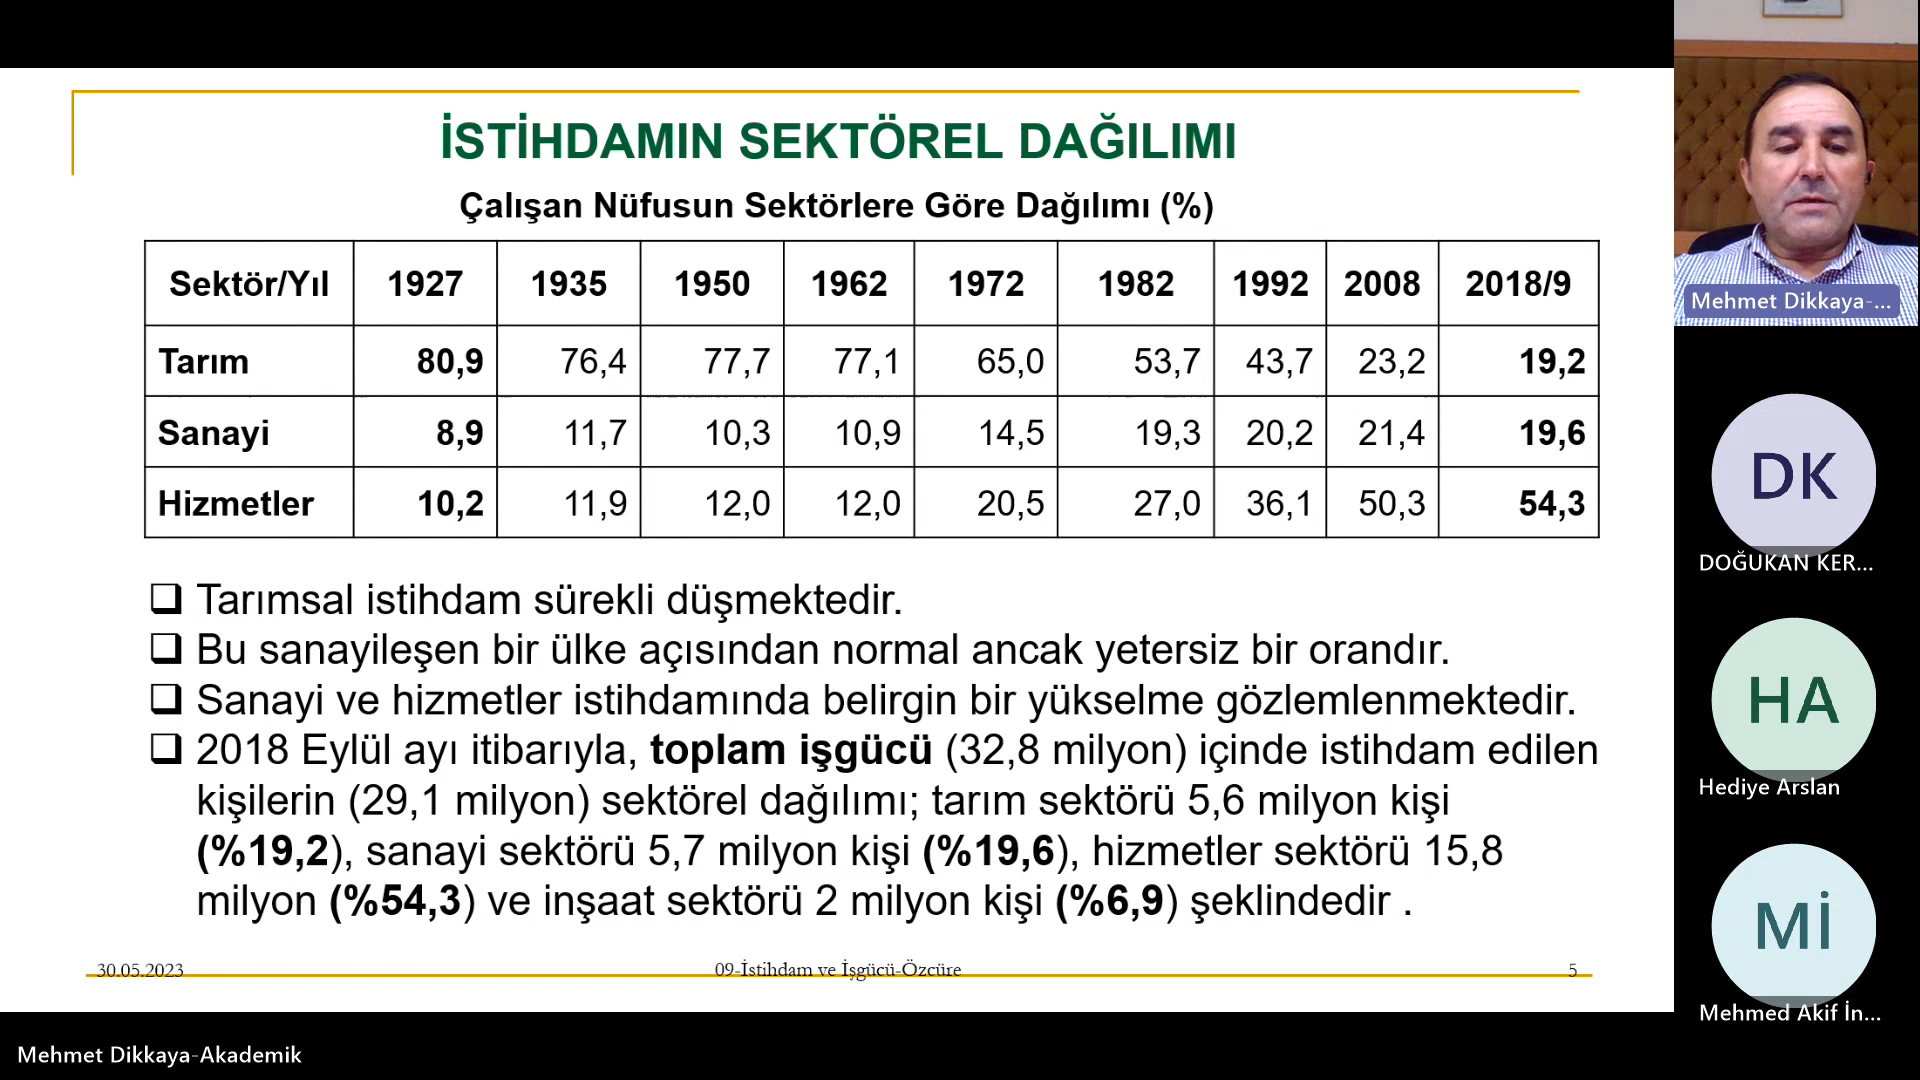 İSTİHDAMIN SEKTÖREL DAĞILIMI
Çalışan Nüfusun Sektörlere Göre Dağılımı (%)
Sektör/Yıl 1927 1935 1950 1962 1972 1982 1992 2008 2018/9
Tarım 80,9 76,4 77,7 77,1 65,0 53,7 43,7 23,2 19,2
Sanayi 8,9 11,7 10,3 10,9 14,5 19,3 20,2 21,4 19,6
Hizmetler 10,2 11,9 12,0 12,0 20,5 27,0 36,1 50,3 54,3
❑ Tarımsal istihdam sürekli düşmektedir.
❑ Bu sanayileşen bir ülke açısından normal ancak yetersiz bir orandır.
❑ Sanayi ve hizmetler istihdamında belirgin bir yükselme gözlemlenmektedir.
❑ 2018 Eylül ayı itibarıyla, toplam işgücü (32,8 milyon) içinde istihdam edilen
kişilerin (29,1 milyon) sektörel dağılımı; tarım sektörü 5,6 milyon kişi
(%19,2), sanayi sektörü 5,7 milyon kişi (%19,6), hizmetler sektörü 15,8
milyon (%54,3) ve inşaat sektörü 2 milyon kişi (%6,9) şeklindedir .
30.05.2023 09-İstihdam ve İşgücü-Özcüre 5
Mehmet Dikkaya-Akademik
Mehmet Dikkaya-...
DK
DOĞUKAN KER...
HA
Hediye Arslan
Mİ
Mehmed Akif İn...